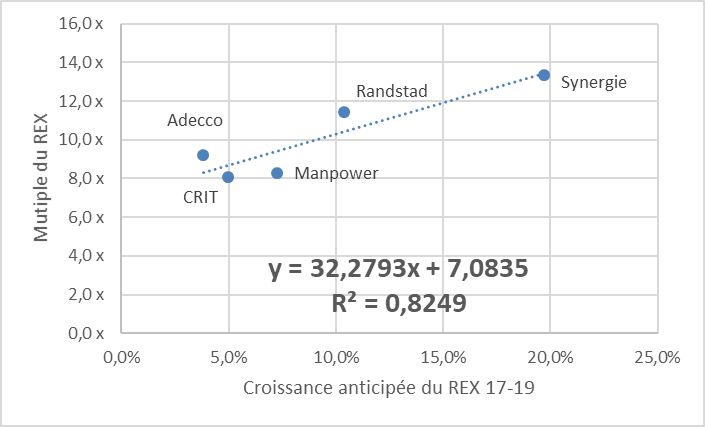 16,0 x
14,0 x
12,0 x
10,0 x
8,0 x
6,0 x
4,0 x
2,0 x
0,0 x
Mutiple du REX
Synergie
Randstad
Adecco
Manpower
CRIT
y = 32,2793x + 7,0835
R² = 0,8249
0,0% 5,0% 10,0% 15,0% 20,0% 25,0%
Croissance anticipée du REX 17-19